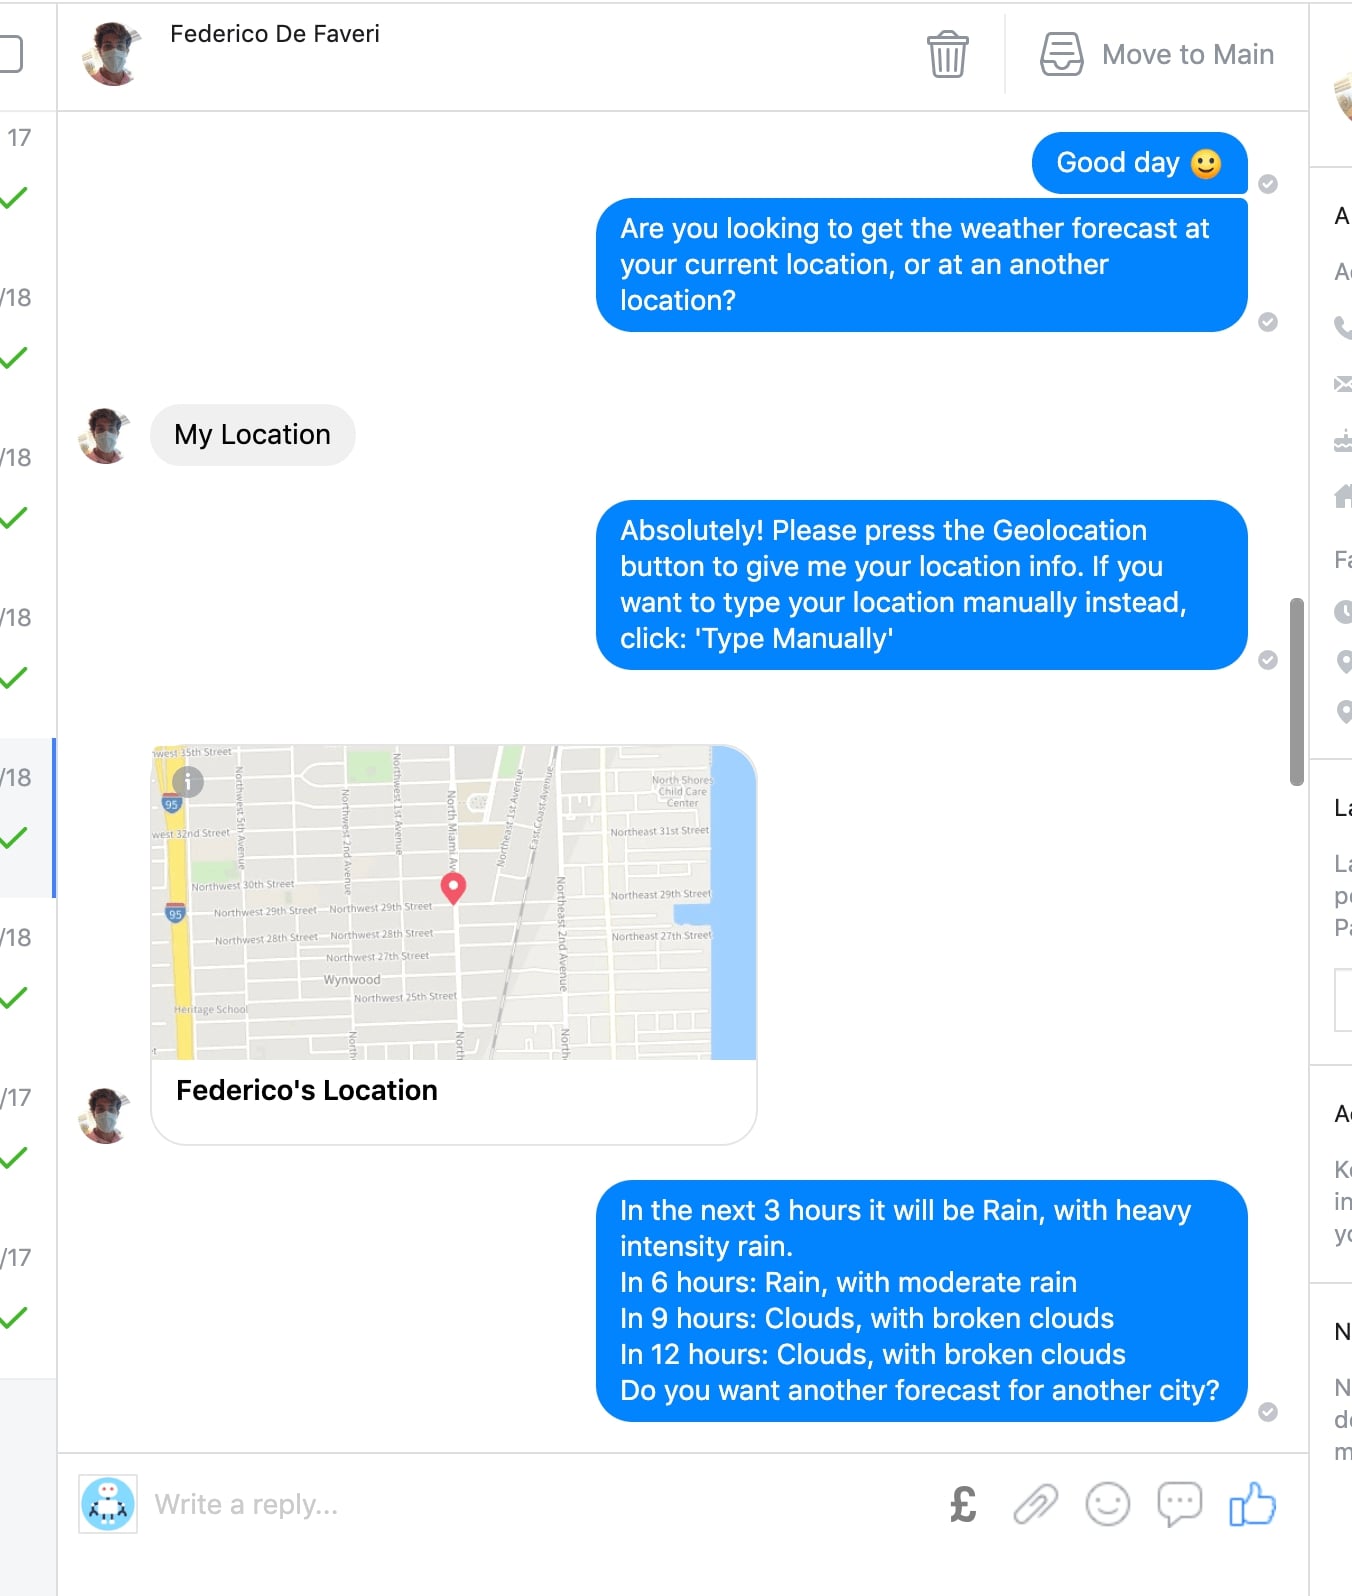 Federico De Faveri
Move to Main
17
/18
/18
/18
/18
/18
/17
/17
Good day 🙂
Are you looking to get the weather forecast at
your current location, or at an another
location?
My Location
Absolutely! Please press the Geolocation
button to give me your location info. If you
want to type your location manually instead,
click: 'Type Manually'
west 35th Street
95
west 32nd Street
Northwest 5th Avenue
Northwest 2nd Avenue
Northwest 1st Avenue
North Miami Av
Northeast 1st Avenue
East Coast Avenue
North Shores
Child Care
Center
Northeast 31st Street
Northwest 30th Street
Northeast 29th Street
95
Northwest 29th Street
Northwest 29th Street
Northwest 28th Street
Northwest 28th Street
Northeast 27th Street
Northeast 2nd Avenue
Northwest 27th Street
Wynwood
Northwest 25th Street
Heritage School
North
North
North
Federico's Location
In the next 3 hours it will be Rain, with heavy
intensity rain.
In 6 hours: Rain, with moderate rain
In 9 hours: Clouds, with broken clouds
In 12 hours: Clouds, with broken clouds
Do you want another forecast for another city?
Write a reply...
£